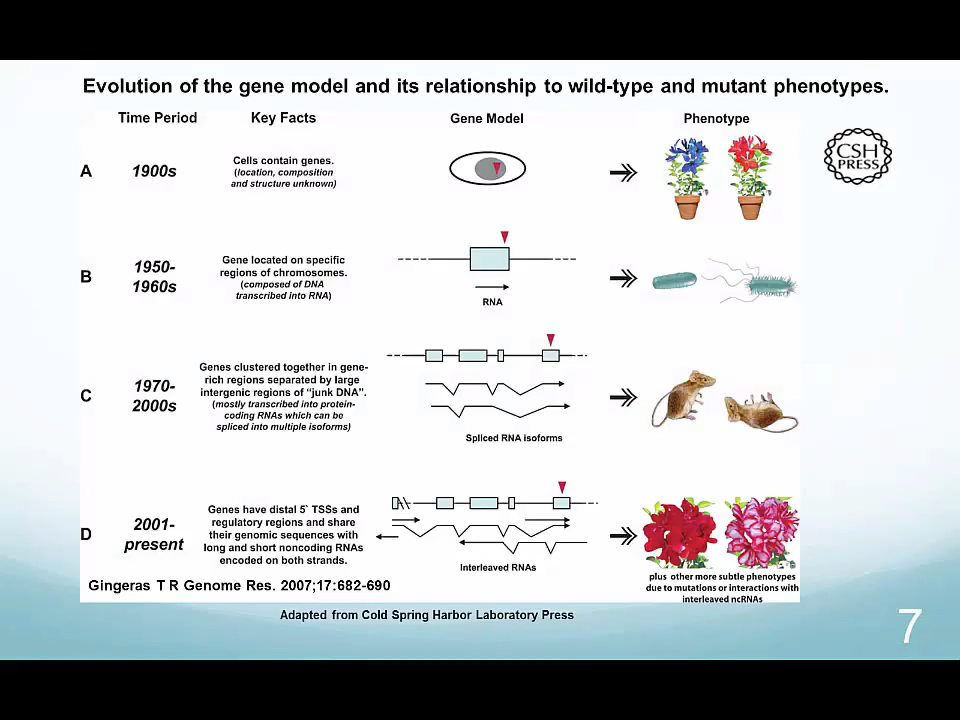 Evolution of the gene model and its relationship to wild-type and mutant phenotypes.
Time Period
Key Facts
Gene Model
Phenotype
CSH
PRESS
A
1900s
Cells contain genes.
(location, composition
and structure unknown)
B
1950-
1960s
Gene located on specific
regions of chromosomes.
(composed of DNA
transcribed into RNA)
RNA
C
1970-
2000s
Genes clustered together in gene-
rich regions separated by large
intergenic regions of “junk DNA”.
(mostly transcribed into protein-
coding RNAs which can be
spliced into multiple isoforms)
Spliced RNA isoforms
D
2001-
present
Genes have distal 5` TSSs and
regulatory regions and share
their genomic sequences with
long and short noncoding RNAs
encoded on both strands.
Interleaved RNAs
plus other more subtle phenotypes
due to mutations or interactions with
interleaved ncRNAs
Gingeras T R Genome Res. 2007;17:682-690
Adapted from Cold Spring Harbor Laboratory Press
7